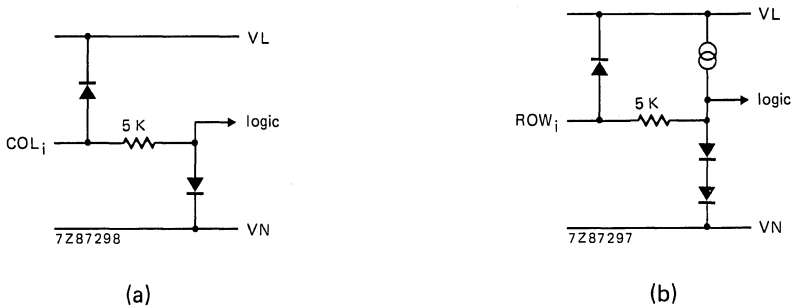 VL
5 K
logic
COLi
VN
7Z87298
(a)
VL
5 K
logic
ROWi
VN
7Z87297
(b)